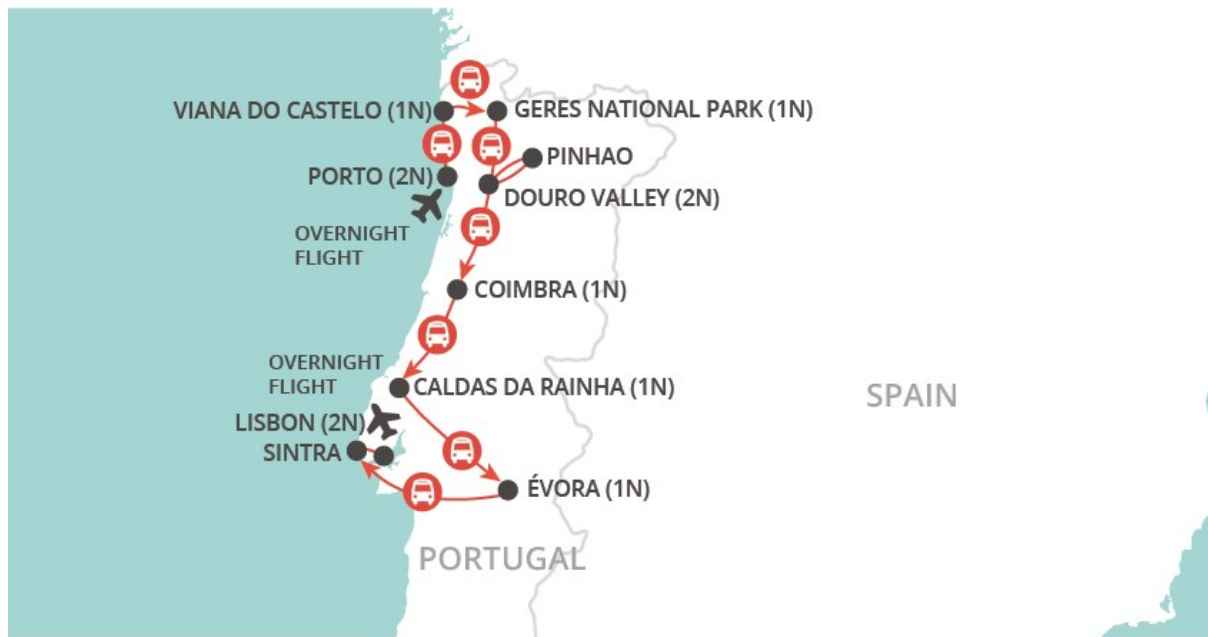 VIANA DO CASTELO (1N)
GERES NATIONAL PARK (1N)
PINHAO
PORTO (2N)
DOURO VALLEY (2N)
OVERNIGHT
FLIGHT
COIMBRA (1N)
OVERNIGHT
FLIGHT
CALDAS DA RAINHA (1N)
SPAIN
LISBON (2N)
SINTRA
ÉVORA (1N)
PORTUGAL